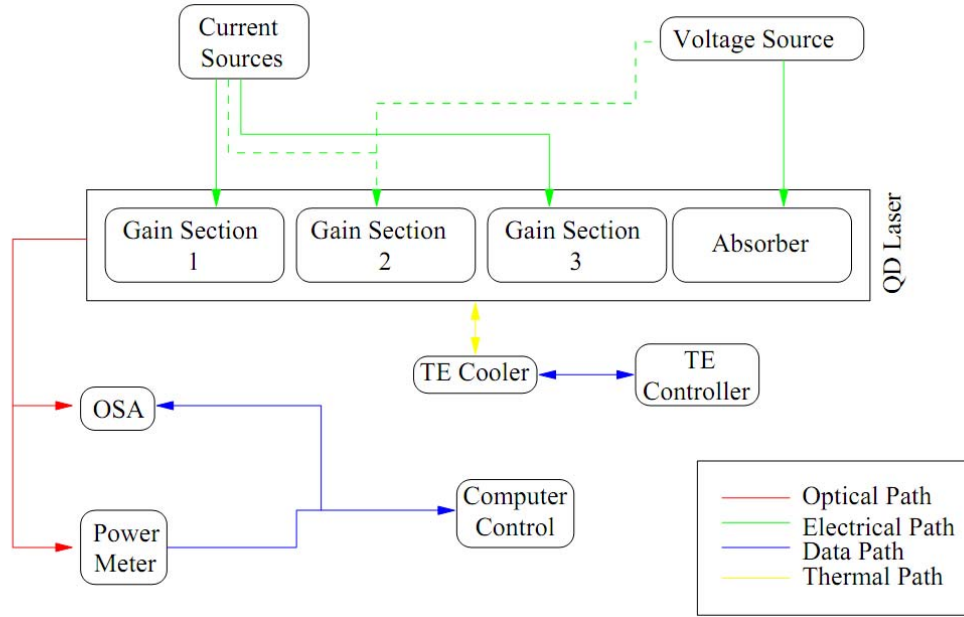 Current
Sources
Voltage Source
Gain Section
1
Gain Section
2
Gain Section
3
Absorber
QD Laser
TE Cooler
TE
Controller
OSA
Computer
Control
Power
Meter
Optical Path
Electrical Path
Data Path
Thermal Path